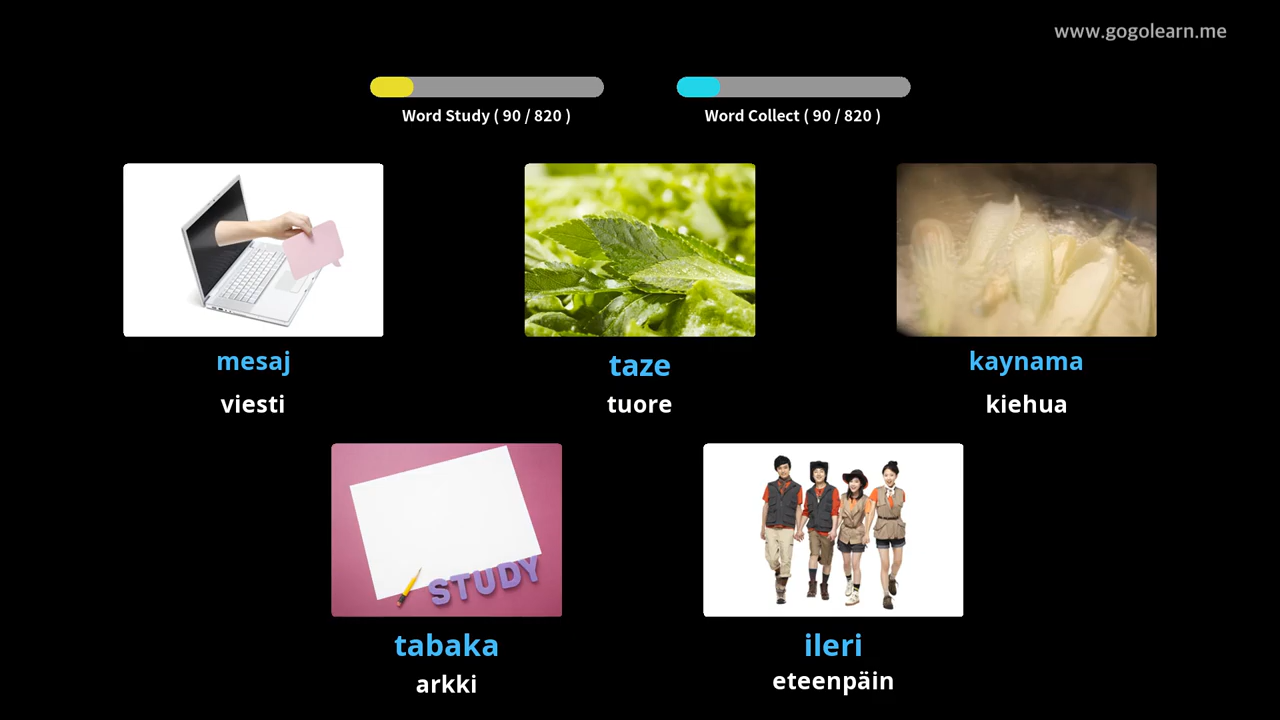 www.gogolearn.me
Word Study ( 90 / 820 )
Word Collect ( 90 / 820 )
mesaj
viesti
taze
tuore
kaynama
kiehua
STUDY
tabaka
arkki
ileri
eteenpäin